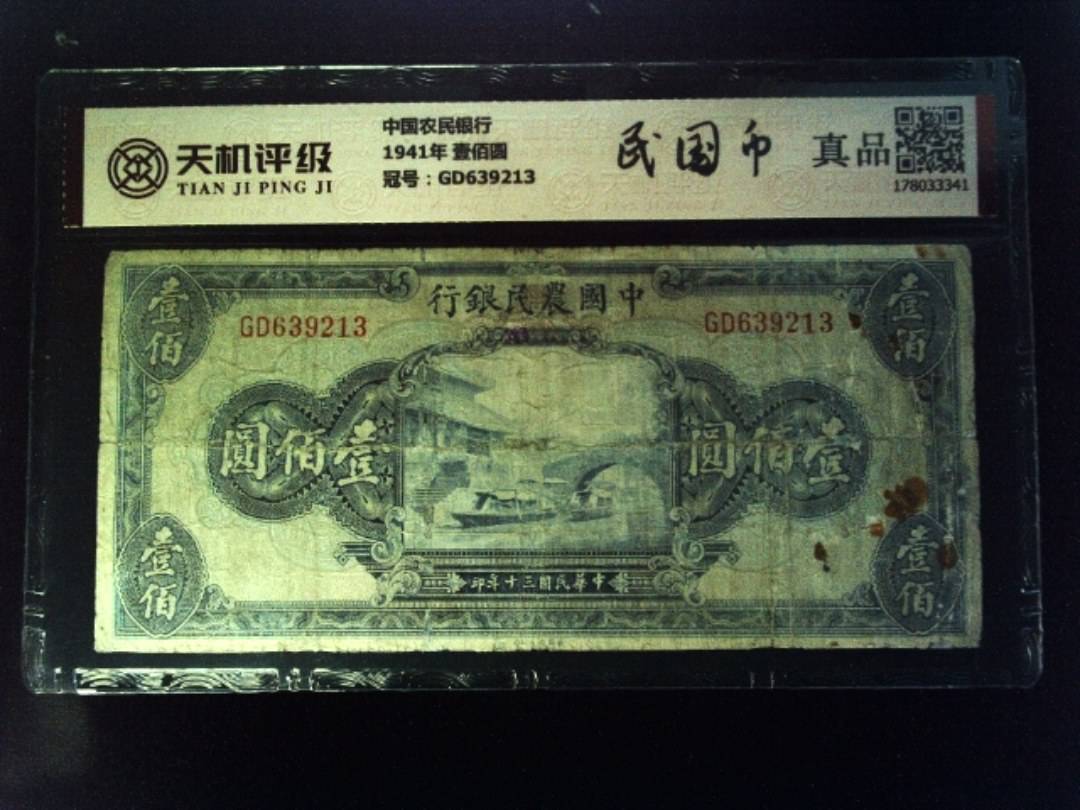 天机评级
TIAN JI PING JI
中国农民银行
1941年 壹佰圆
冠号：GD639213
民国币
真品
178033341
行銀民農國中
GD639213
GD639213
壹佰
壹佰
圓佰壹
圓佰壹
壹佰
壹佰
印年十三國民華中